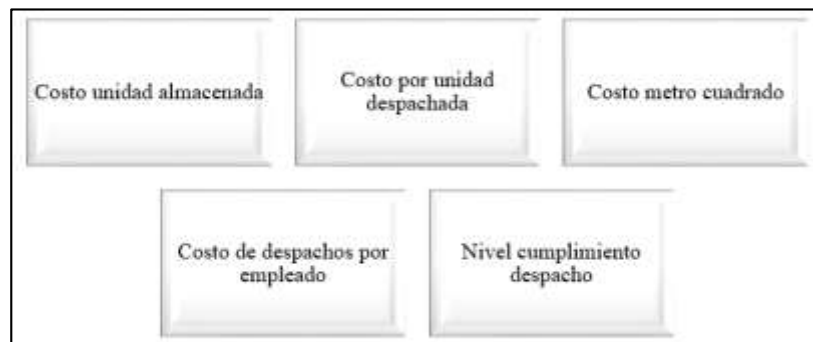 Costo unidad almacenada
Costo por unidad
despachada
Costo metro cuadrado
Costo de despachos por
empleado
Nivel cumplimiento
despacho